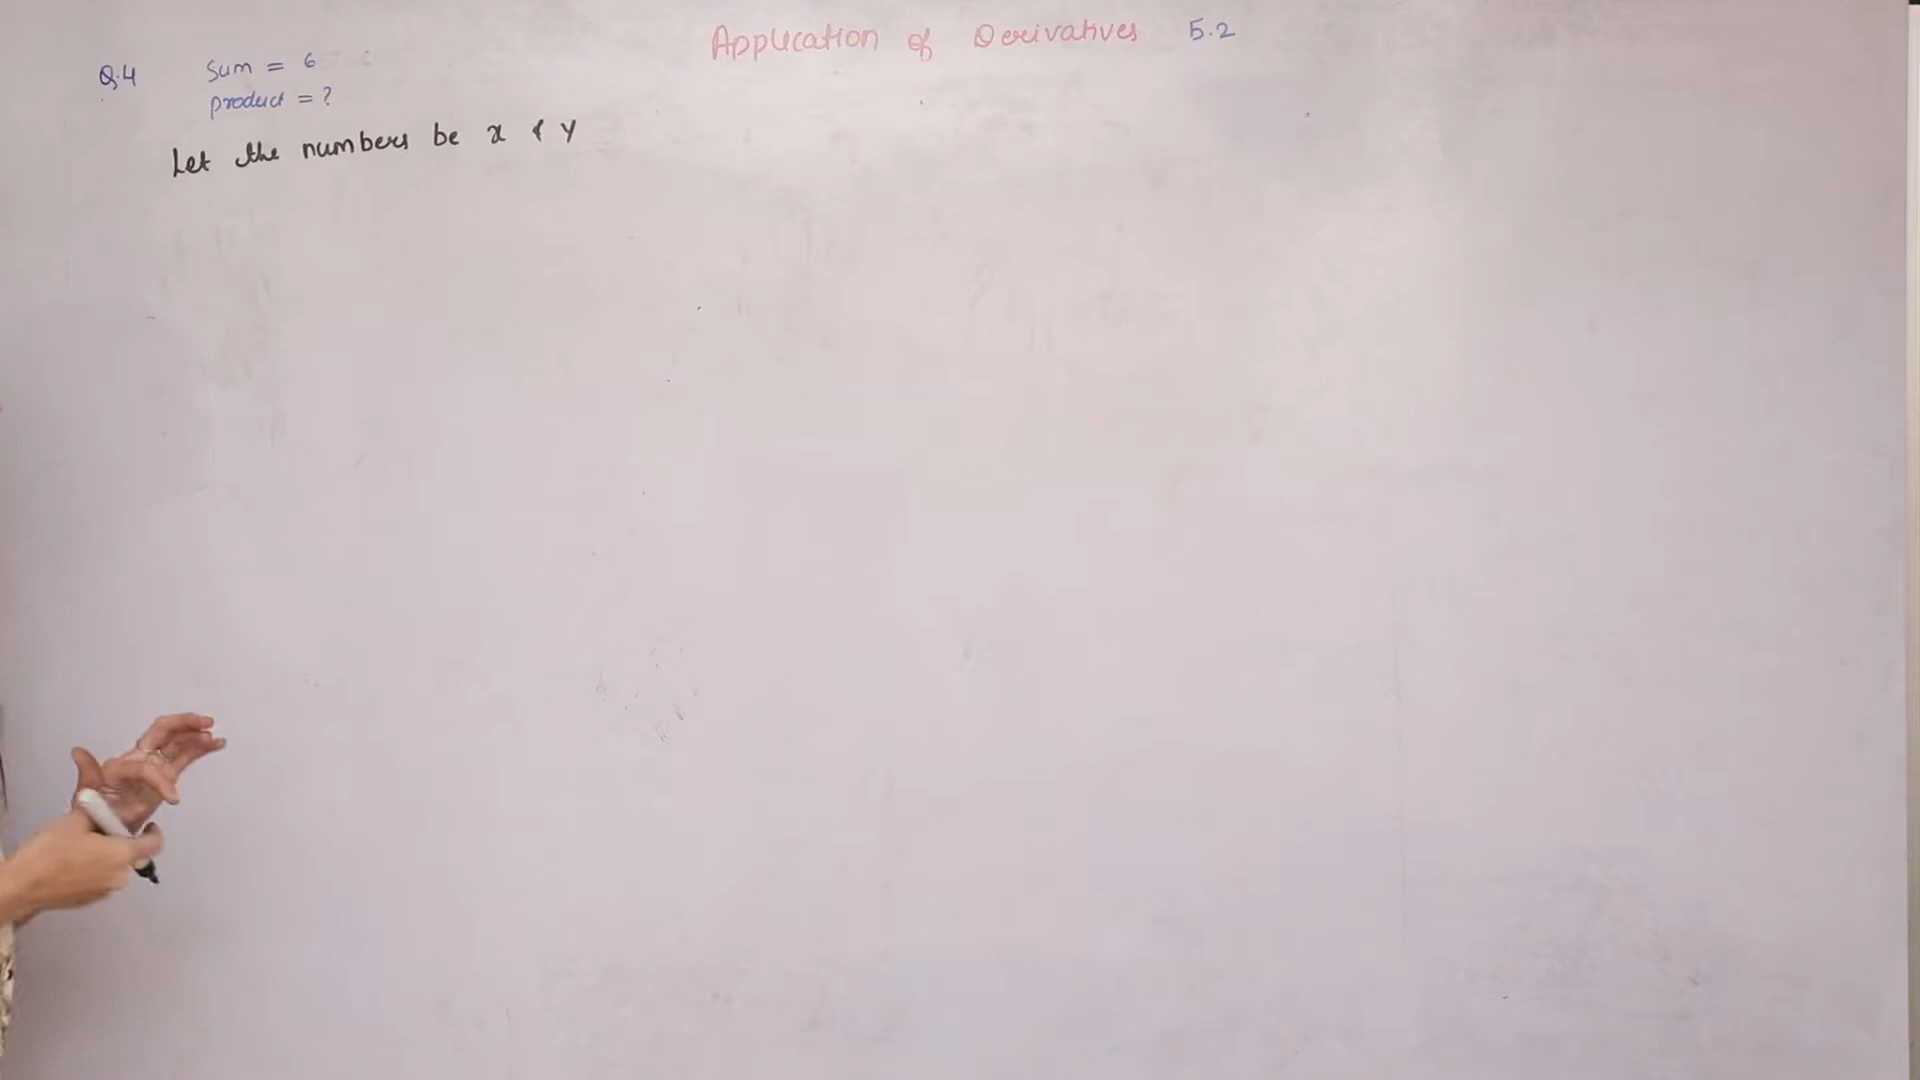 Application of Derivatives 5.2
Q.4 Sum = 6
product = ?
Let the numbers be x & y